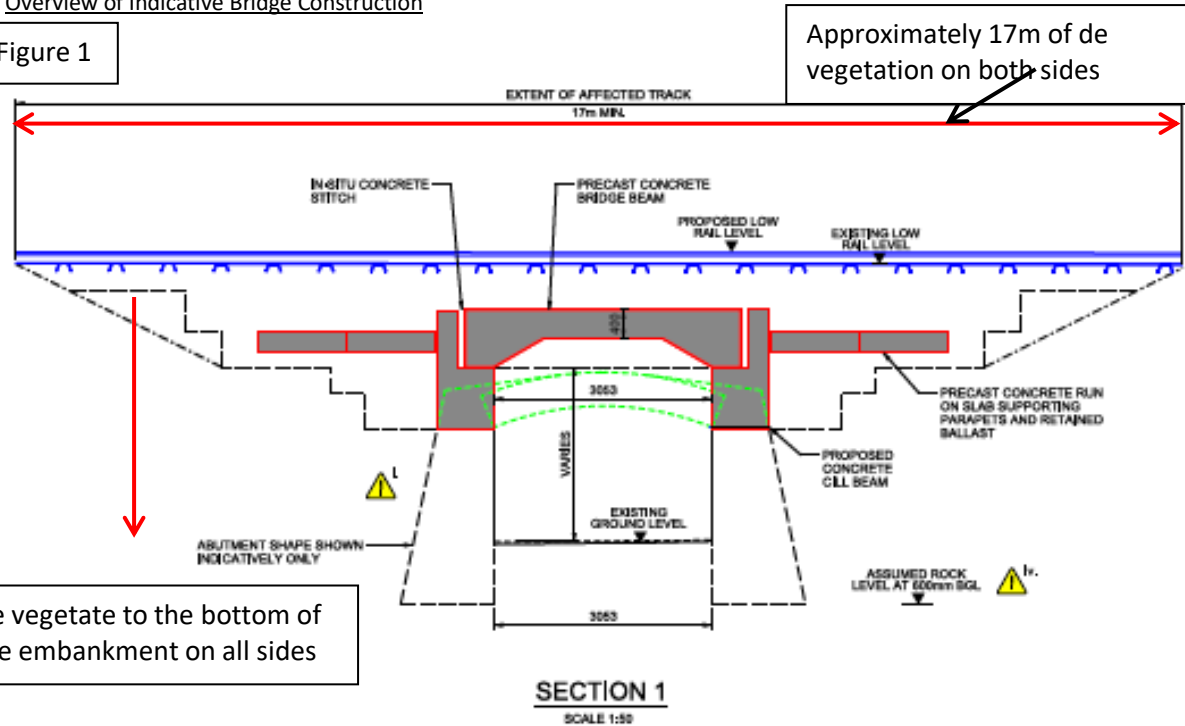 Overview of Indicative Bridge Construction
Figure 1
Approximately 17m of de
vegetation on both sides
EXTENT OF AFFECTED TRACK
17m MIN.
IN-SITU CONCRETE
STITCH
PRECAST CONCRETE
BRIDGE BEAM
PROPOSED LOW
RAIL LEVEL
EXISTING LOW
RAIL LEVEL
400
3053
PRECAST CONCRETE RUN
ON SLAB SUPPORTING
PARAPETS AND RETAINED
BALLAST
VARIES
PROPOSED
CONCRETE
CILL BEAM
I.
EXISTING
GROUND LEVEL
ABUTMENT SHAPE SHOWN
INDICATIVELY ONLY
ASSUMED ROCK
LEVEL AT 600mm BGL
Iv.
e vegetate to the bottom of
e embankment on all sides
3053
SECTION 1
SCALE 1:50